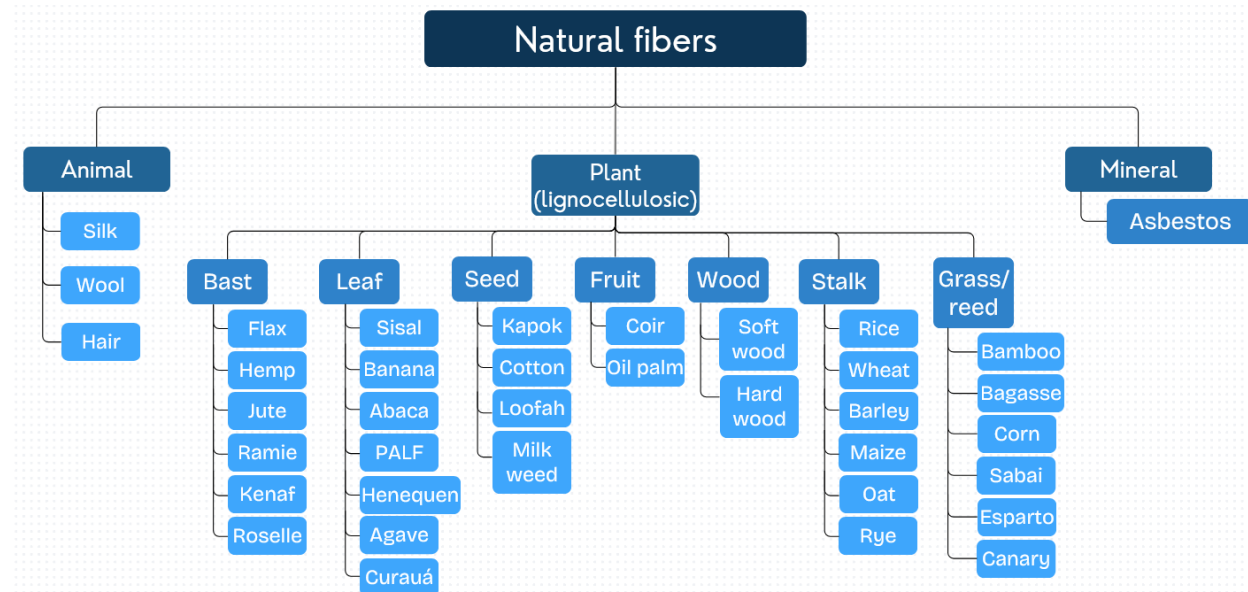 Natural fibers
Animal
Silk
Wool
Hair
Plant
(lignocellulosic)
Bast
Flax
Hemp
Jute
Ramie
Kenaf
Roselle
Leaf
Sisal
Banana
Abaca
PALF
Henequen
Agave
Curauá
Seed
Kapok
Cotton
Loofah
Milk
weed
Fruit
Coir
Oil palm
Wood
Soft
wood
Hard
wood
Stalk
Rice
Wheat
Barley
Maize
Oat
Rye
Grass/
reed
Bamboo
Bagasse
Corn
Sabai
Esparto
Canary
Mineral
Asbestos